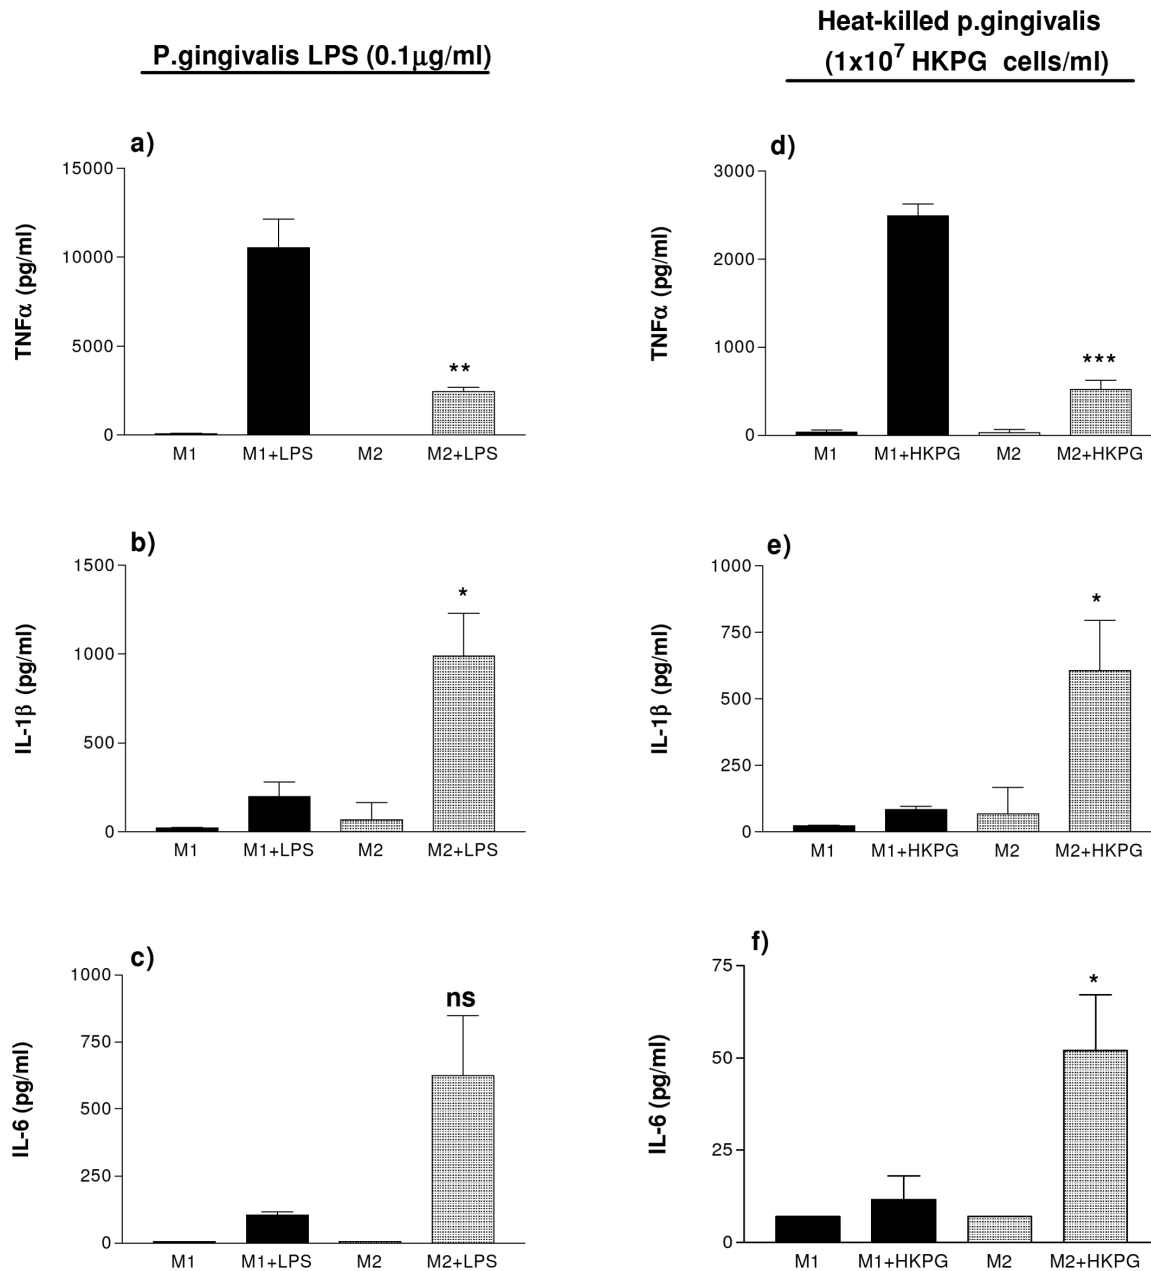 P.gingivalis LPS (0.1µg/ml)
Heat-killed p.gingivalis
(1x10⁷ HKPG cells/ml)
a)
TNFα (pg/ml)
15000
10000
5000
0
**
M1 M1+LPS M2 M2+LPS
d)
TNFα (pg/ml)
3000
2000
1000
0
***
M1 M1+HKPG M2 M2+HKPG
b)
IL-1β (pg/ml)
1500
1000
500
0
*
M1 M1+LPS M2 M2+LPS
e)
IL-1β (pg/ml)
1000
750
500
250
0
*
M1 M1+HKPG M2 M2+HKPG
c)
IL-6 (pg/ml)
1000
750
500
250
0
ns
M1 M1+LPS M2 M2+LPS
f)
IL-6 (pg/ml)
75
50
25
0
*
M1 M1+HKPG M2 M2+HKPG